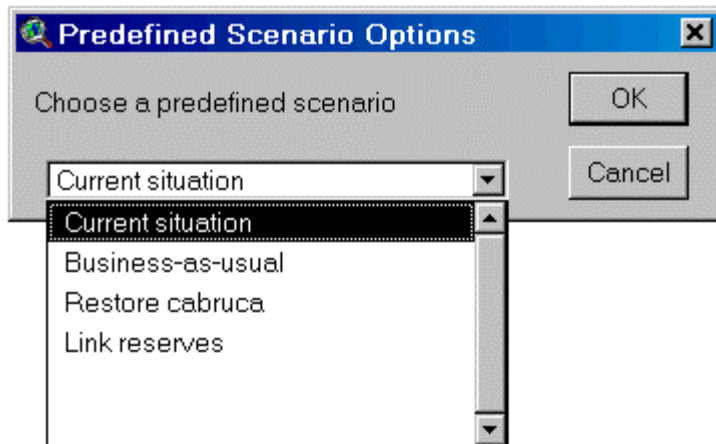 Predefined Scenario Options
Choose a predefined scenario
OK
Current situation
Cancel
Current situation
Business-as-usual
Restore cabruca
Link reserves